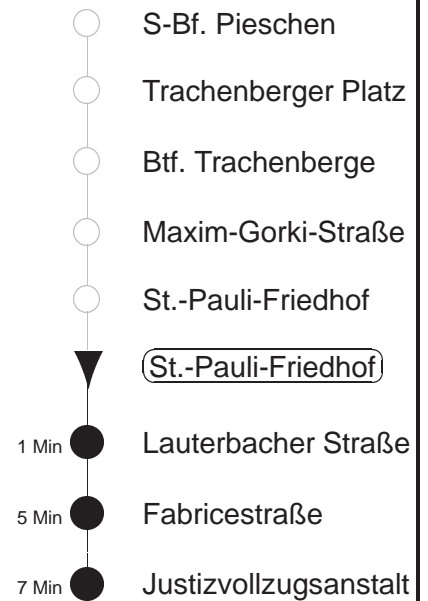 S-Bf. Pieschen
Trachenberger Platz
Btf. Trachenberge
Maxim-Gorki-Straße
St.-Pauli-Friedhof
St.-Pauli-Friedhof
1 Min Lauterbacher Straße
5 Min Fabricestraße
7 Min Justizvollzugsanstalt